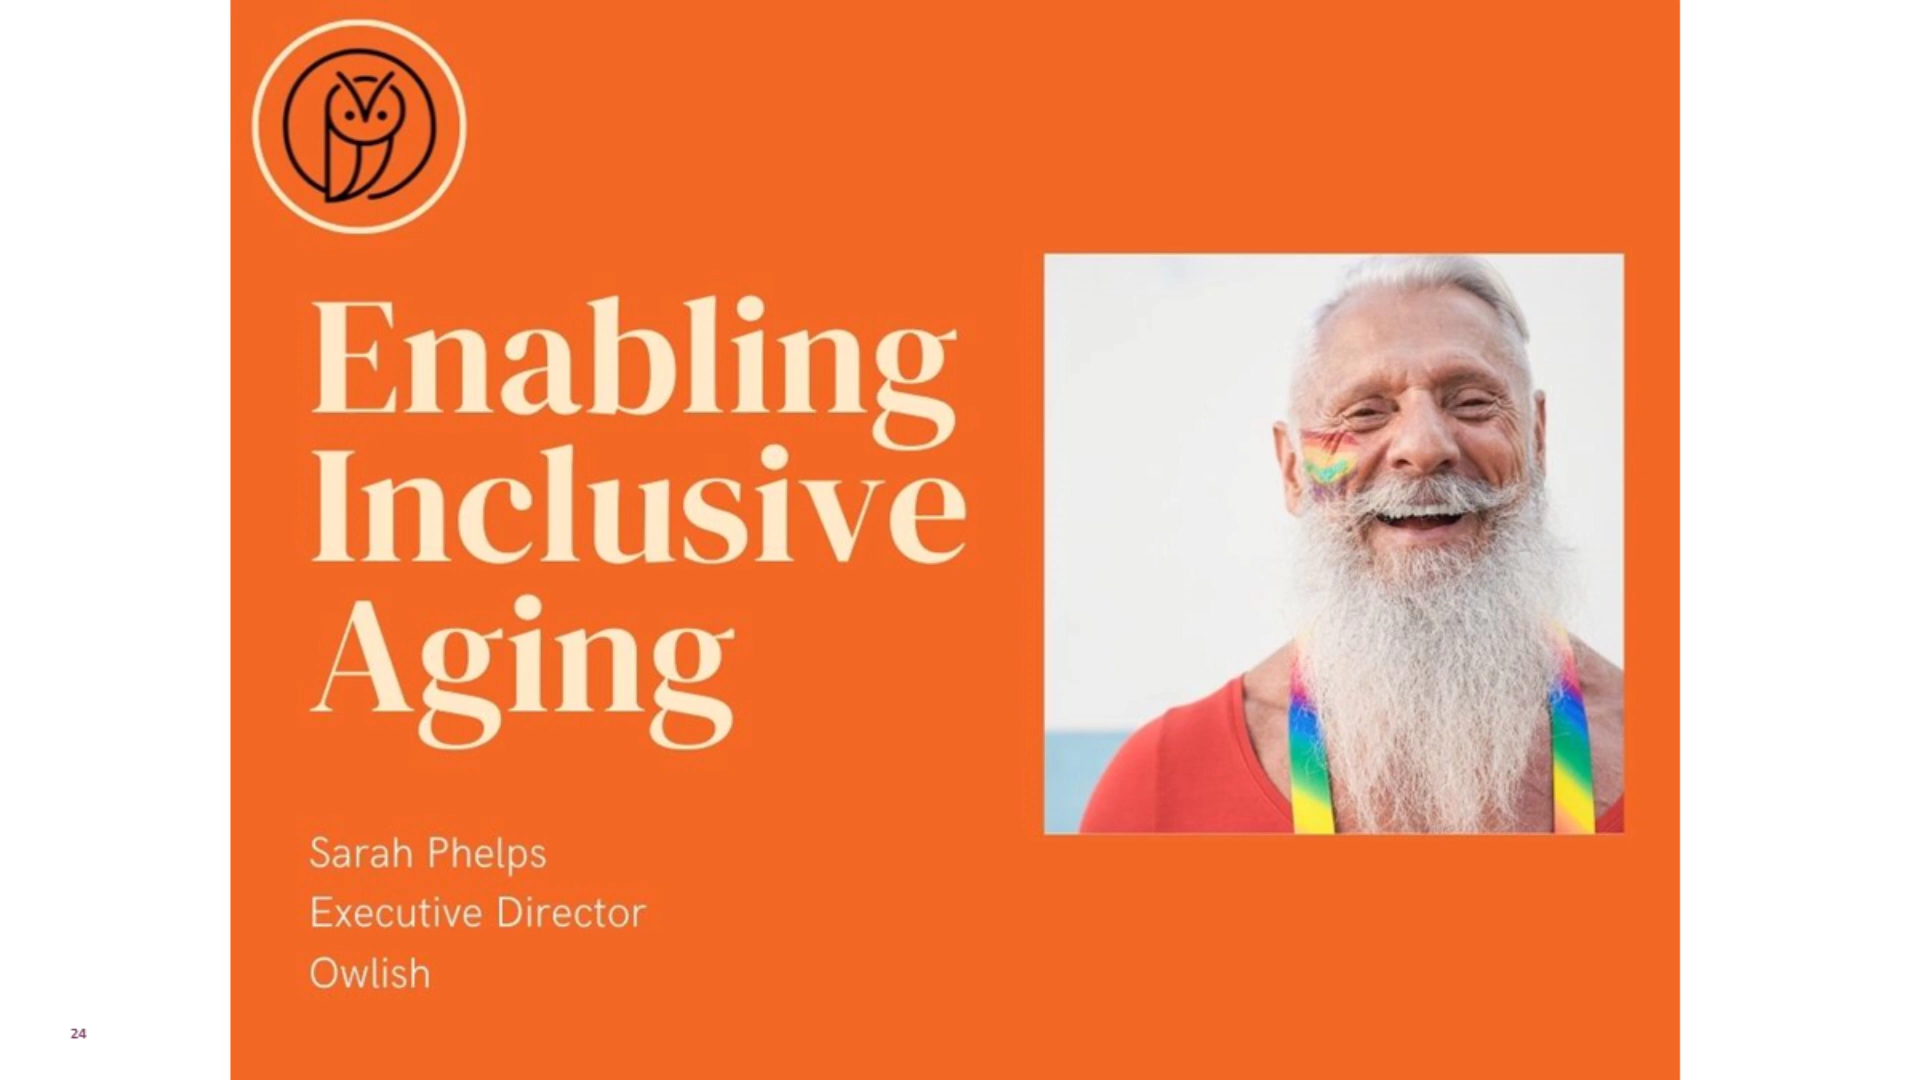 Enabling
Inclusive
Aging
Sarah Phelps
Executive Director
Owlish
24